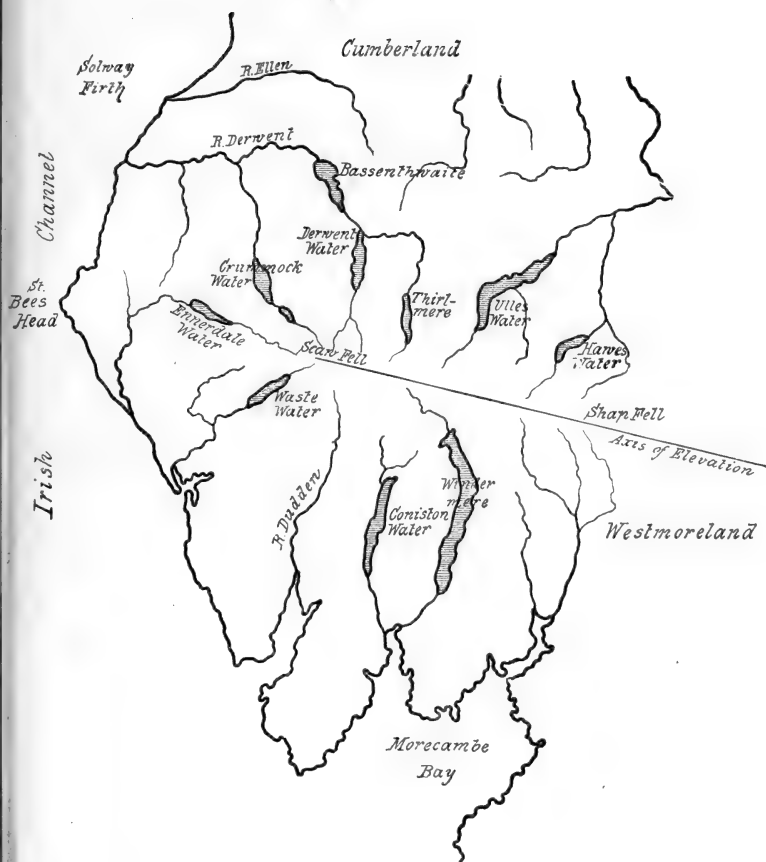 Cumberland
Solway
Firth
R. Ellen
R. Derwent
Bassenthwaite
Channel
Derwent
Water
Crummock
Water
St.
Bees
Head
Ennerdale
Water
Thirl-
mere
Ulles
Water
Hawes
Water
Scaw Fell
Waste
Water
Shap Fell
Axis of Elevation
Irish
R. Dudden
Coniston
Water
Winder
mere
Westmoreland
Morecambe
Bay